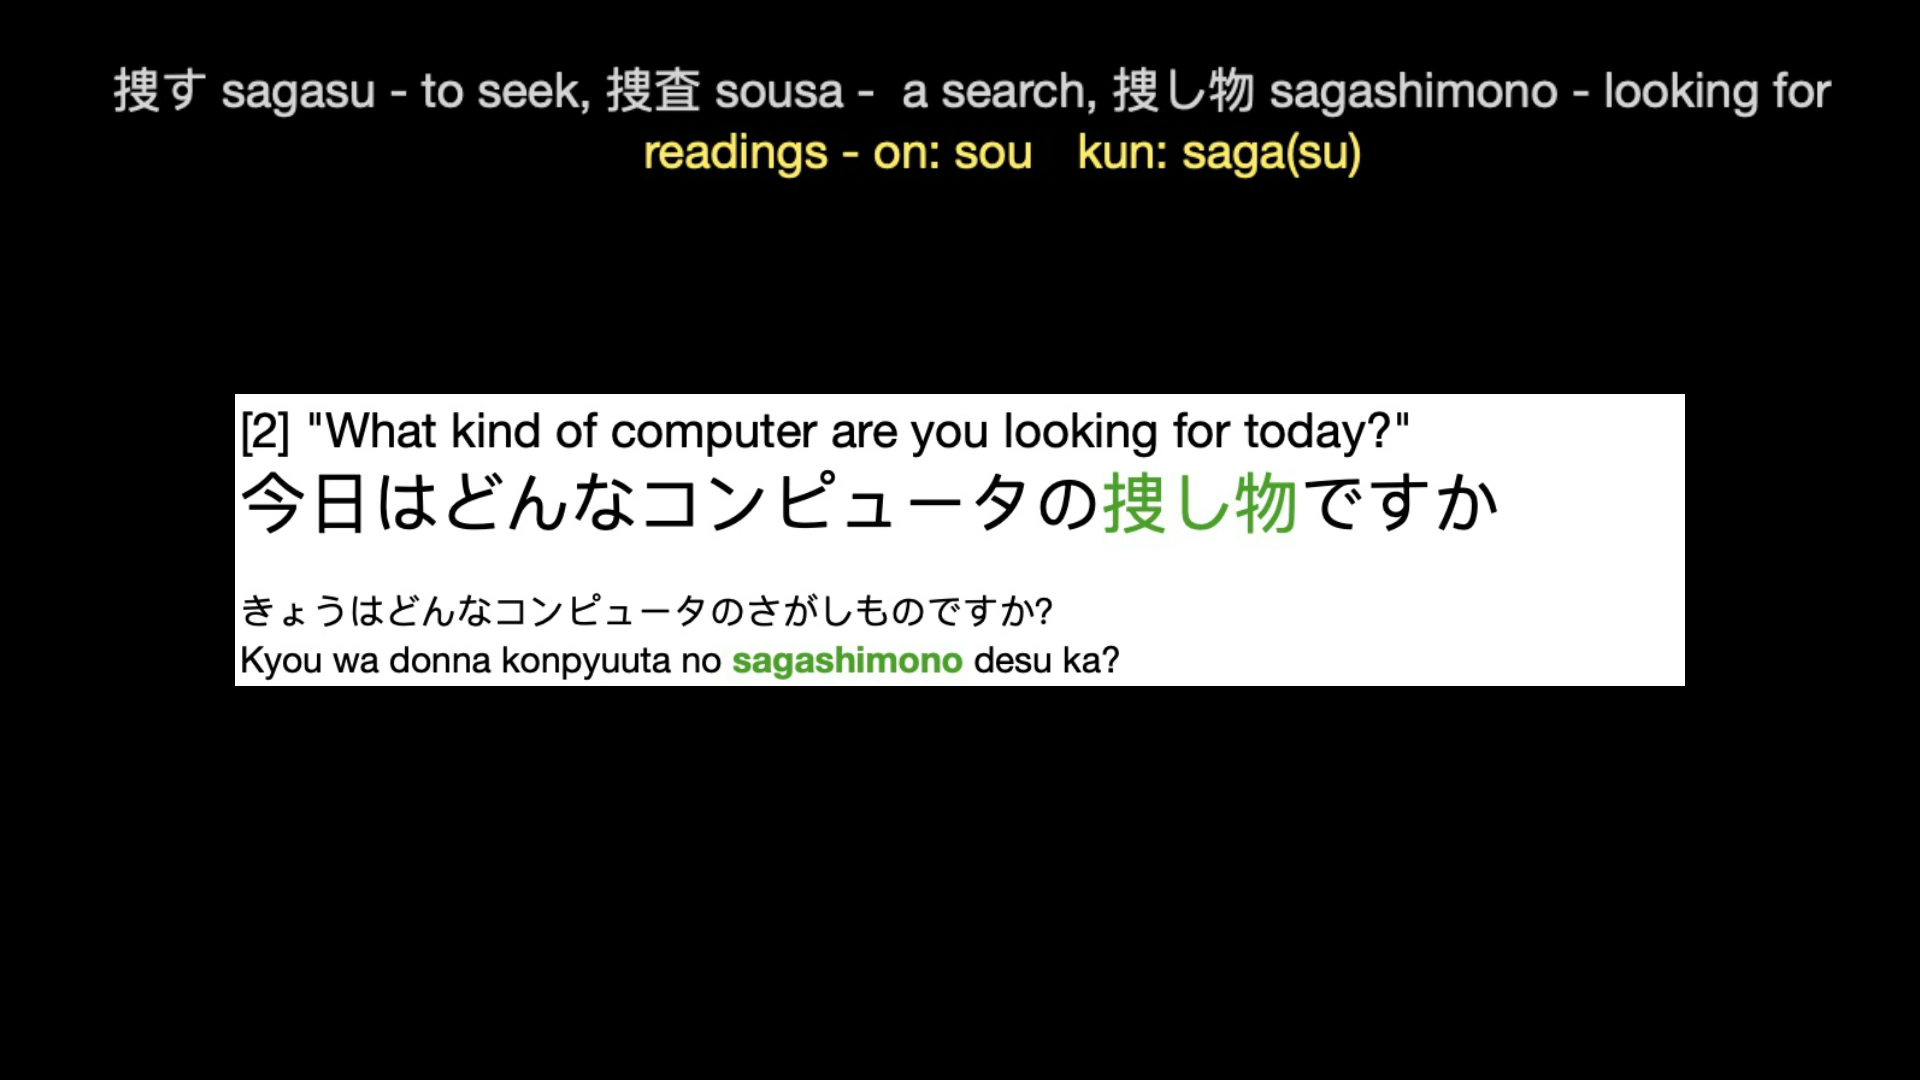 捜す sagasu - to seek, 捜査 sousa -  a search, 捜し物 sagashimono - looking for
readings - on: sou   kun: saga(su)
[2] "What kind of computer are you looking for today?"
今日はどんなコンピュータの捜し物ですか
きょうはどんなコンピュータのさがしものですか?
Kyou wa donna konpyuuta no sagashimono desu ka?